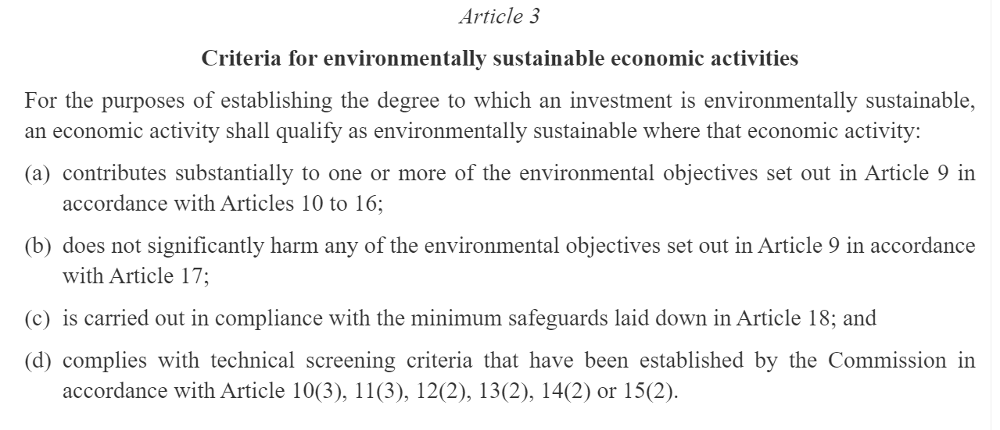 Article 3
Criteria for environmentally sustainable economic activities
For the purposes of establishing the degree to which an investment is environmentally sustainable,
an economic activity shall qualify as environmentally sustainable where that economic activity:
(a) contributes substantially to one or more of the environmental objectives set out in Article 9 in
accordance with Articles 10 to 16;
(b) does not significantly harm any of the environmental objectives set out in Article 9 in accordance
with Article 17;
(c) is carried out in compliance with the minimum safeguards laid down in Article 18; and
(d) complies with technical screening criteria that have been established by the Commission in
accordance with Article 10(3), 11(3), 12(2), 13(2), 14(2) or 15(2).